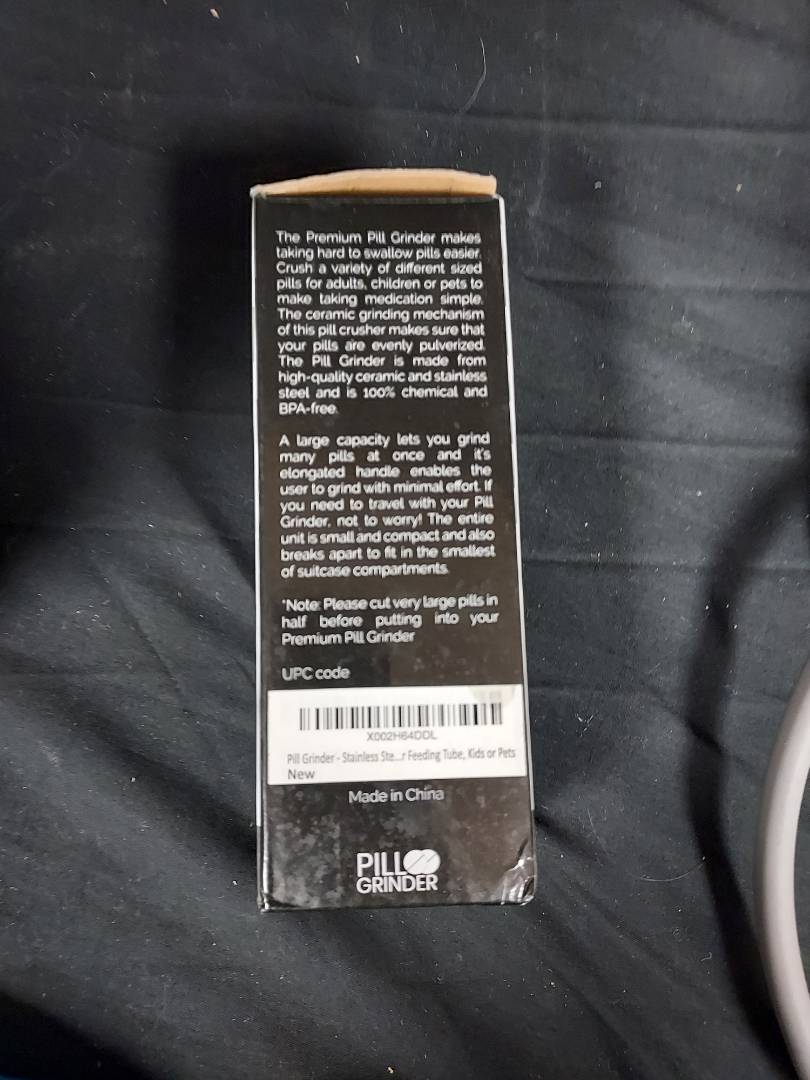 The Premium Pill Grinder makes
taking hard to swallow pills easier.
Crush a variety of different sized
pills for adults, children or pets to
make taking medication simple.
The ceramic grinding mechanism
of this pill crusher makes sure that
your pills are evenly pulverized.
The Pill Grinder is made from
high-quality ceramic and stainless
steel and is 100% chemical and
BPA-free.
A large capacity lets you grind
many pills at once and it's
elongated handle enables the
user to grind with minimal effort. If
you need to travel with your Pill
Grinder, not to worry! The entire
unit is small and compact and also
breaks apart to fit in the smallest
of suitcase compartments.
*Note: Please cut very large pills in
half before putting into your
Premium Pill Grinder
UPC code
X002H64DDL
Pill Grinder - Stainless Ste...r Feeding Tube, Kids or Pets
New
Made in China
PILL
GRINDER